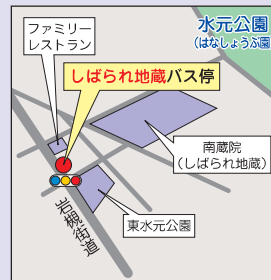 水元公園
(はなしょうぶ園
ファミリー
レストラン
しばられ地蔵バス停
南蔵院
(しばられ地蔵)
岩槻街道
東水元公園